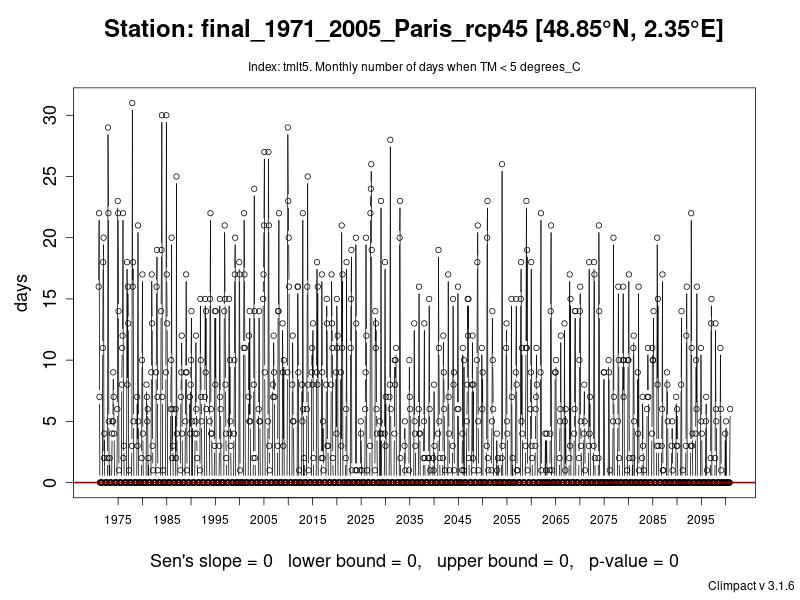 Station: final_1971_2005_Paris_rcp45 [48.85°N, 2.35°E]
Index: tmlt5. Monthly number of days when TM < 5 degrees_C
30
25
20
15
10
5
0
days
1975 1985 1995 2005 2015 2025 2035 2045 2055 2065 2075 2085 2095
Sen's slope = 0 lower bound = 0, upper bound = 0, p-value = 0
Climpact v 3.1.6